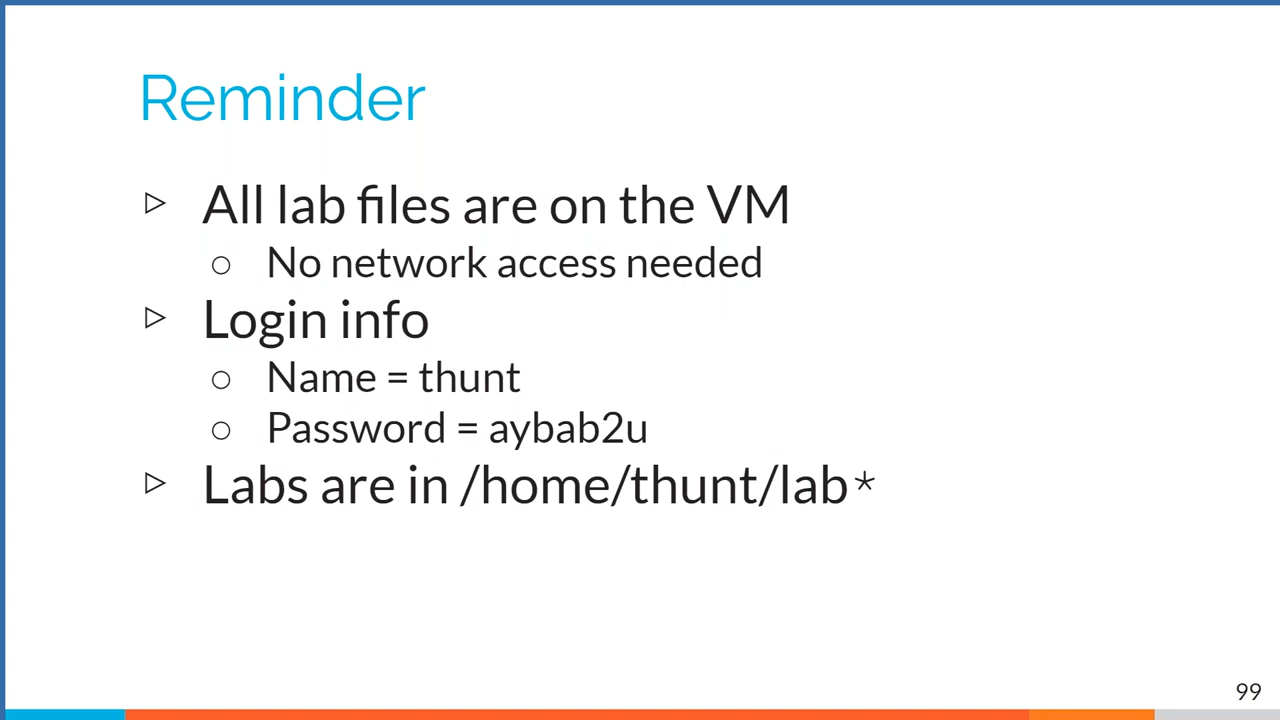 Reminder
▷ All lab files are on the VM
○ No network access needed
▷ Login info
○ Name = thunt
○ Password = aybab2u
▷ Labs are in /home/thunt/lab*
99